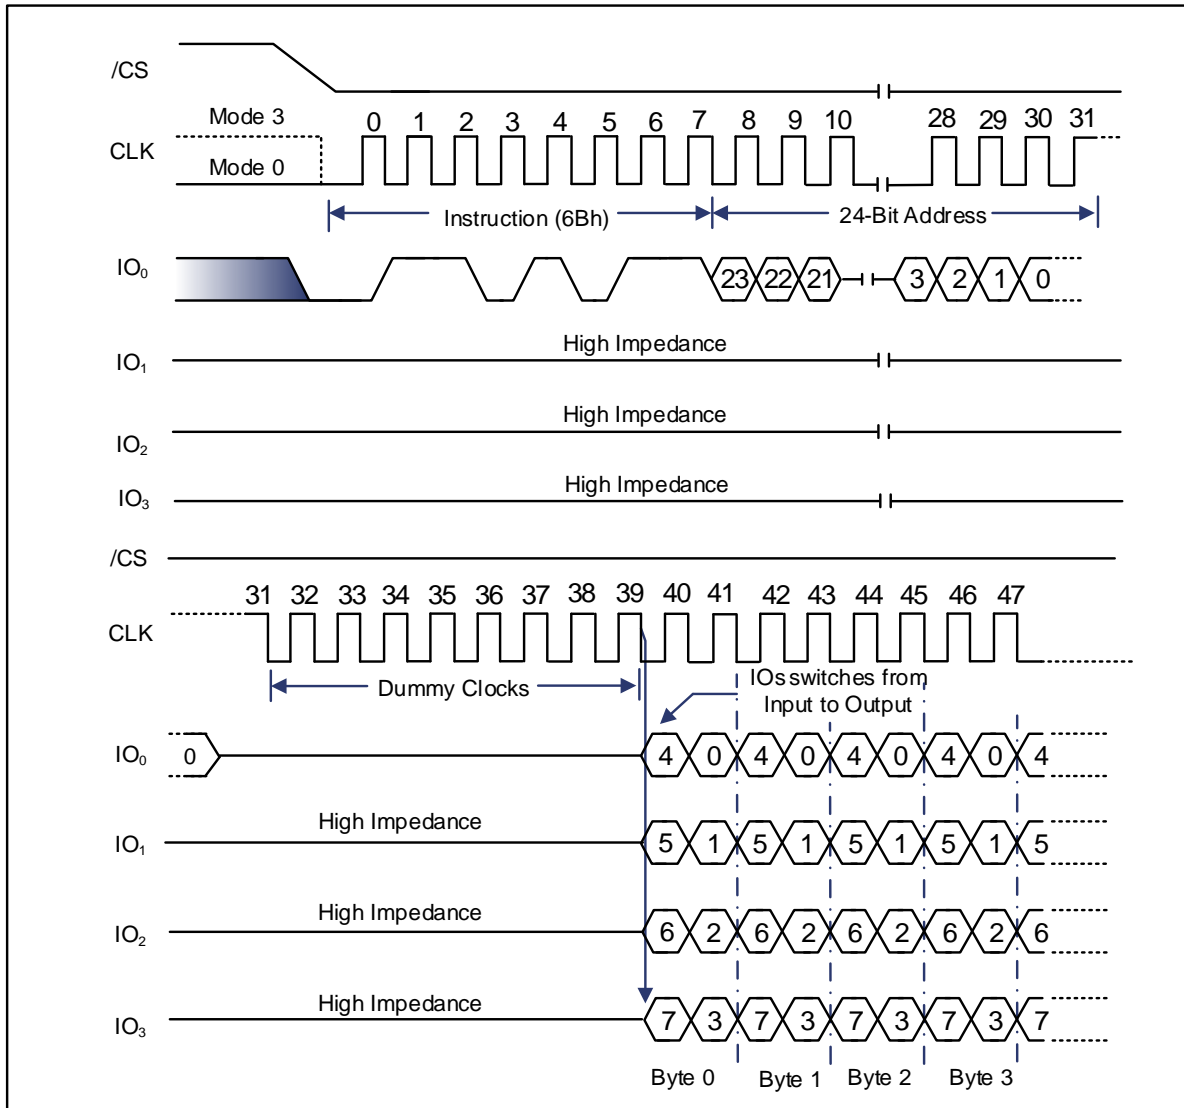 /CS
Mode 3
0 1 2 3 4 5 6 7 8 9 10 28 29 30 31
CLK
Mode 0
Instruction (6Bh) 24-Bit Address
IO₀ 23 22 21 3 2 1 0
High Impedance
IO₁
High Impedance
IO₂
High Impedance
IO₃
/CS
31 32 33 34 35 36 37 38 39 40 41 42 43 44 45 46 47
CLK
Dummy Clocks
IOs switches from
Input to Output
IO₀ 0 4 0 4 0 4 0 4 0 4
High Impedance
IO₁ 5 1 5 1 5 1 5 1 5
High Impedance
IO₂ 6 2 6 2 6 2 6 2 6
High Impedance
IO₃ 7 3 7 3 7 3 7 3 7
Byte 0 Byte 1 Byte 2 Byte 3